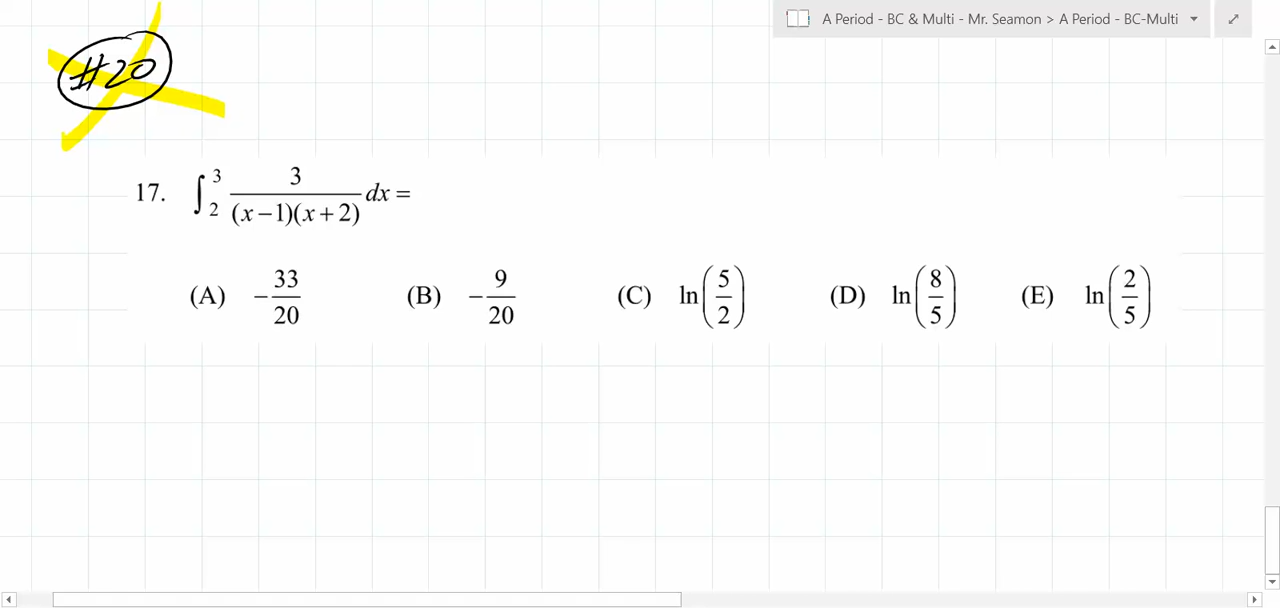 A Period - BC & Multi - Mr. Seamon > A Period - BC-Multi
#20
17. ∫₂³ 3/((x−1)(x+2)) dx =
(A) −33/20 (B) −9/20 (C) ln(5/2) (D) ln(8/5) (E) ln(2/5)